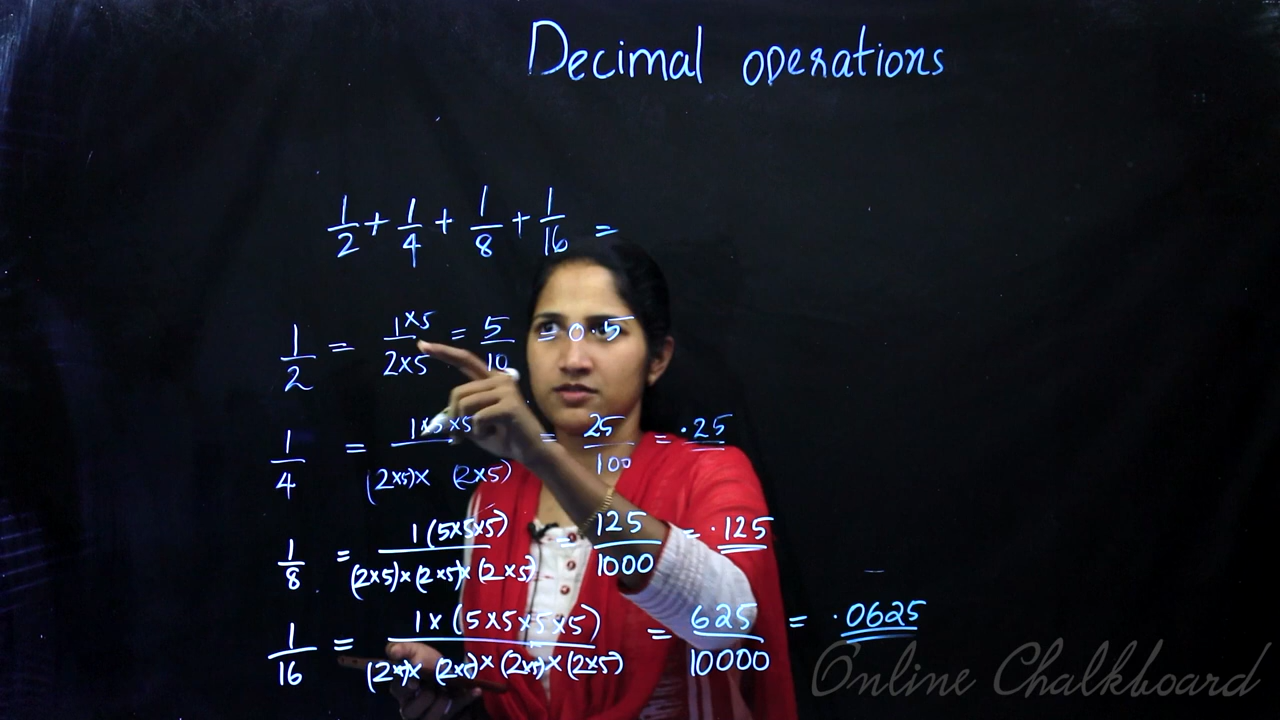 Decimal operations
1/2 + 1/4 + 1/8 + 1/16 =
1/2 = 1×5/2×5 = 5/10 = 0.5
1/4 = 1×5×5/(2×5)× (2×5) = 25/100 = .25
1/8 = 1(5×5×5)/(2×5)×(2×5)×(2×5) = 125/1000 = .125
1/16 = 1×(5×5×5×5)/(2×5)×(2×5)×(2×5)×(2×5) = 625/10000 = .0625
Online Chalkboard